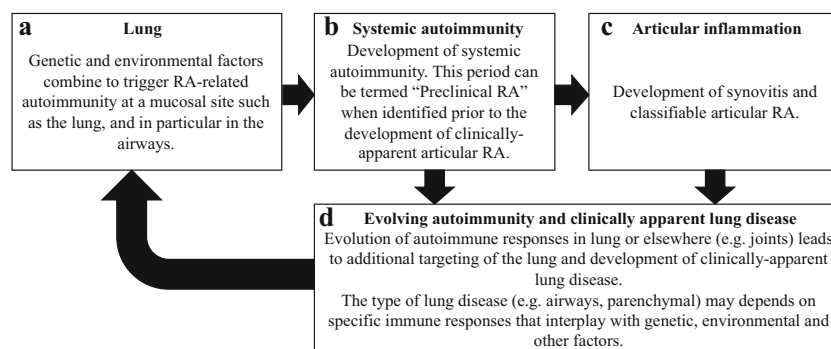 a Lung
Genetic and environmental factors
combine to trigger RA-related
autoimmunity at a mucosal site such
as the lung, and in particular in the
airways.
b Systemic autoimmunity
Development of systemic
autoimmunity. This period can
be termed “Preclinical RA”
when identified prior to the
development of clinically-
apparent articular RA.
c Articular inflammation
Development of synovitis and
classifiable articular RA.
d Evolving autoimmunity and clinically apparent lung disease
Evolution of autoimmune responses in lung or elsewhere (e.g. joints) leads
to additional targeting of the lung and development of clinically-apparent
lung disease.
The type of lung disease (e.g. airways, parenchymal) may depends on
specific immune responses that interplay with genetic, environmental and
other factors.